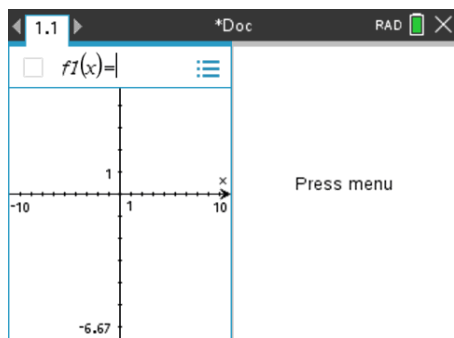 1.1
*Doc
RAD
f1(x)=
1
x
-10
1
10
Press menu
-6.67